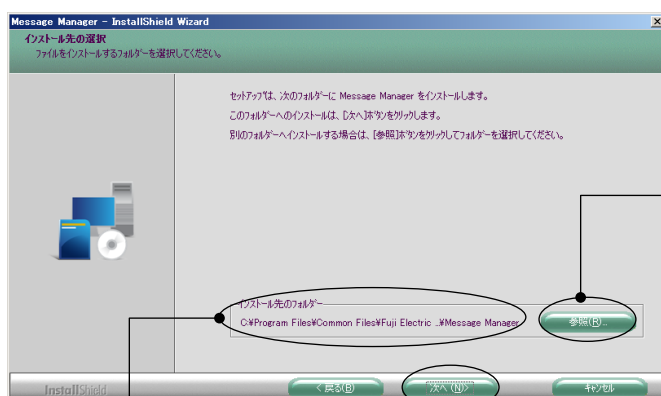 Message Manager - InstallShield Wizard
インストール先の選択
ファイルをインストールするフォルダーを選択してください。
セットアップは、次のフォルダーに Message Manager をインストールします。
このフォルダーへのインストールは、[次へ]ボタンをクリックします。
別のフォルダーへインストールする場合は、[参照]ボタンをクリックしてフォルダーを選択してください。
インストール先のフォルダー
C:¥Program Files¥Common Files¥Fuji Electric ..¥Message Manager
参照(R)...
InstallShield
< 戻る(B)
次へ (N)>
キャンセル